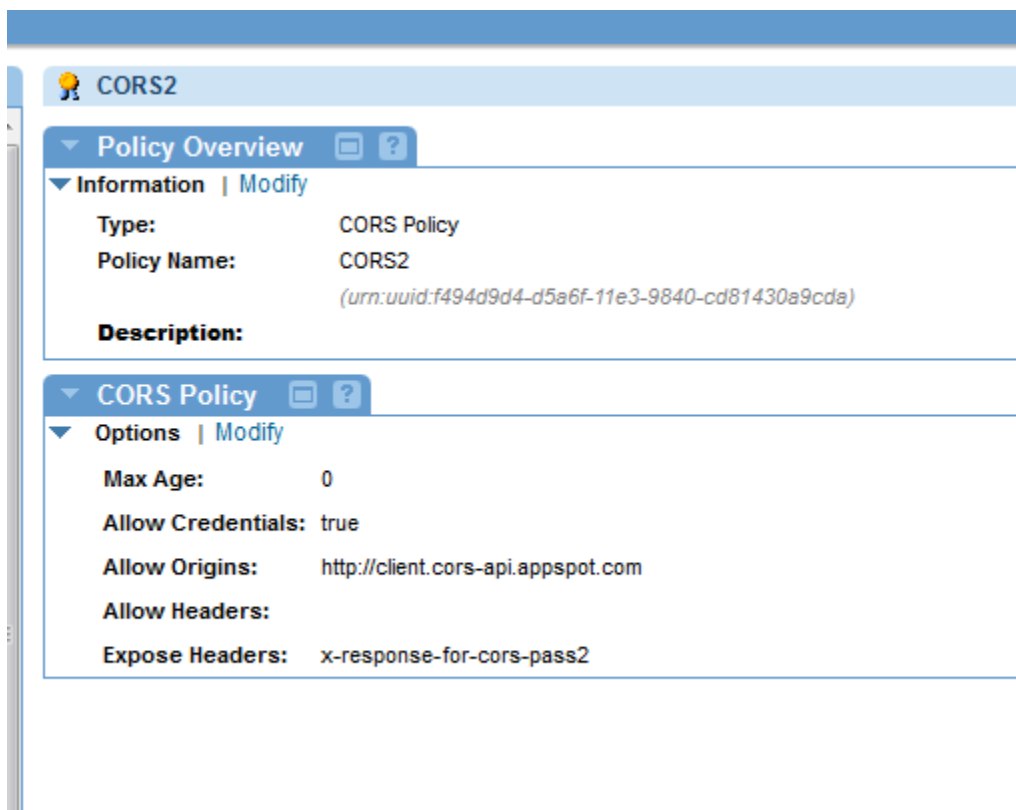 CORS2
Policy Overview ?
Information | Modify
Type: CORS Policy
Policy Name: CORS2
(urn:uuid:f494d9d4-d5a6f-11e3-9840-cd81430a9cda)
Description:
CORS Policy ?
Options | Modify
Max Age: 0
Allow Credentials: true
Allow Origins: http://client.cors-api.appspot.com
Allow Headers:
Expose Headers: x-response-for-cors-pass2